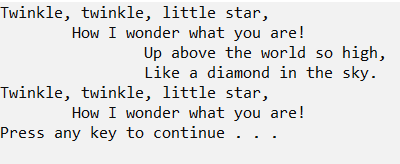 Twinkle, twinkle, little star,
        How I wonder what you are!
                Up above the world so high,
                Like a diamond in the sky.
Twinkle, twinkle, little star,
        How I wonder what you are!
Press any key to continue . . .